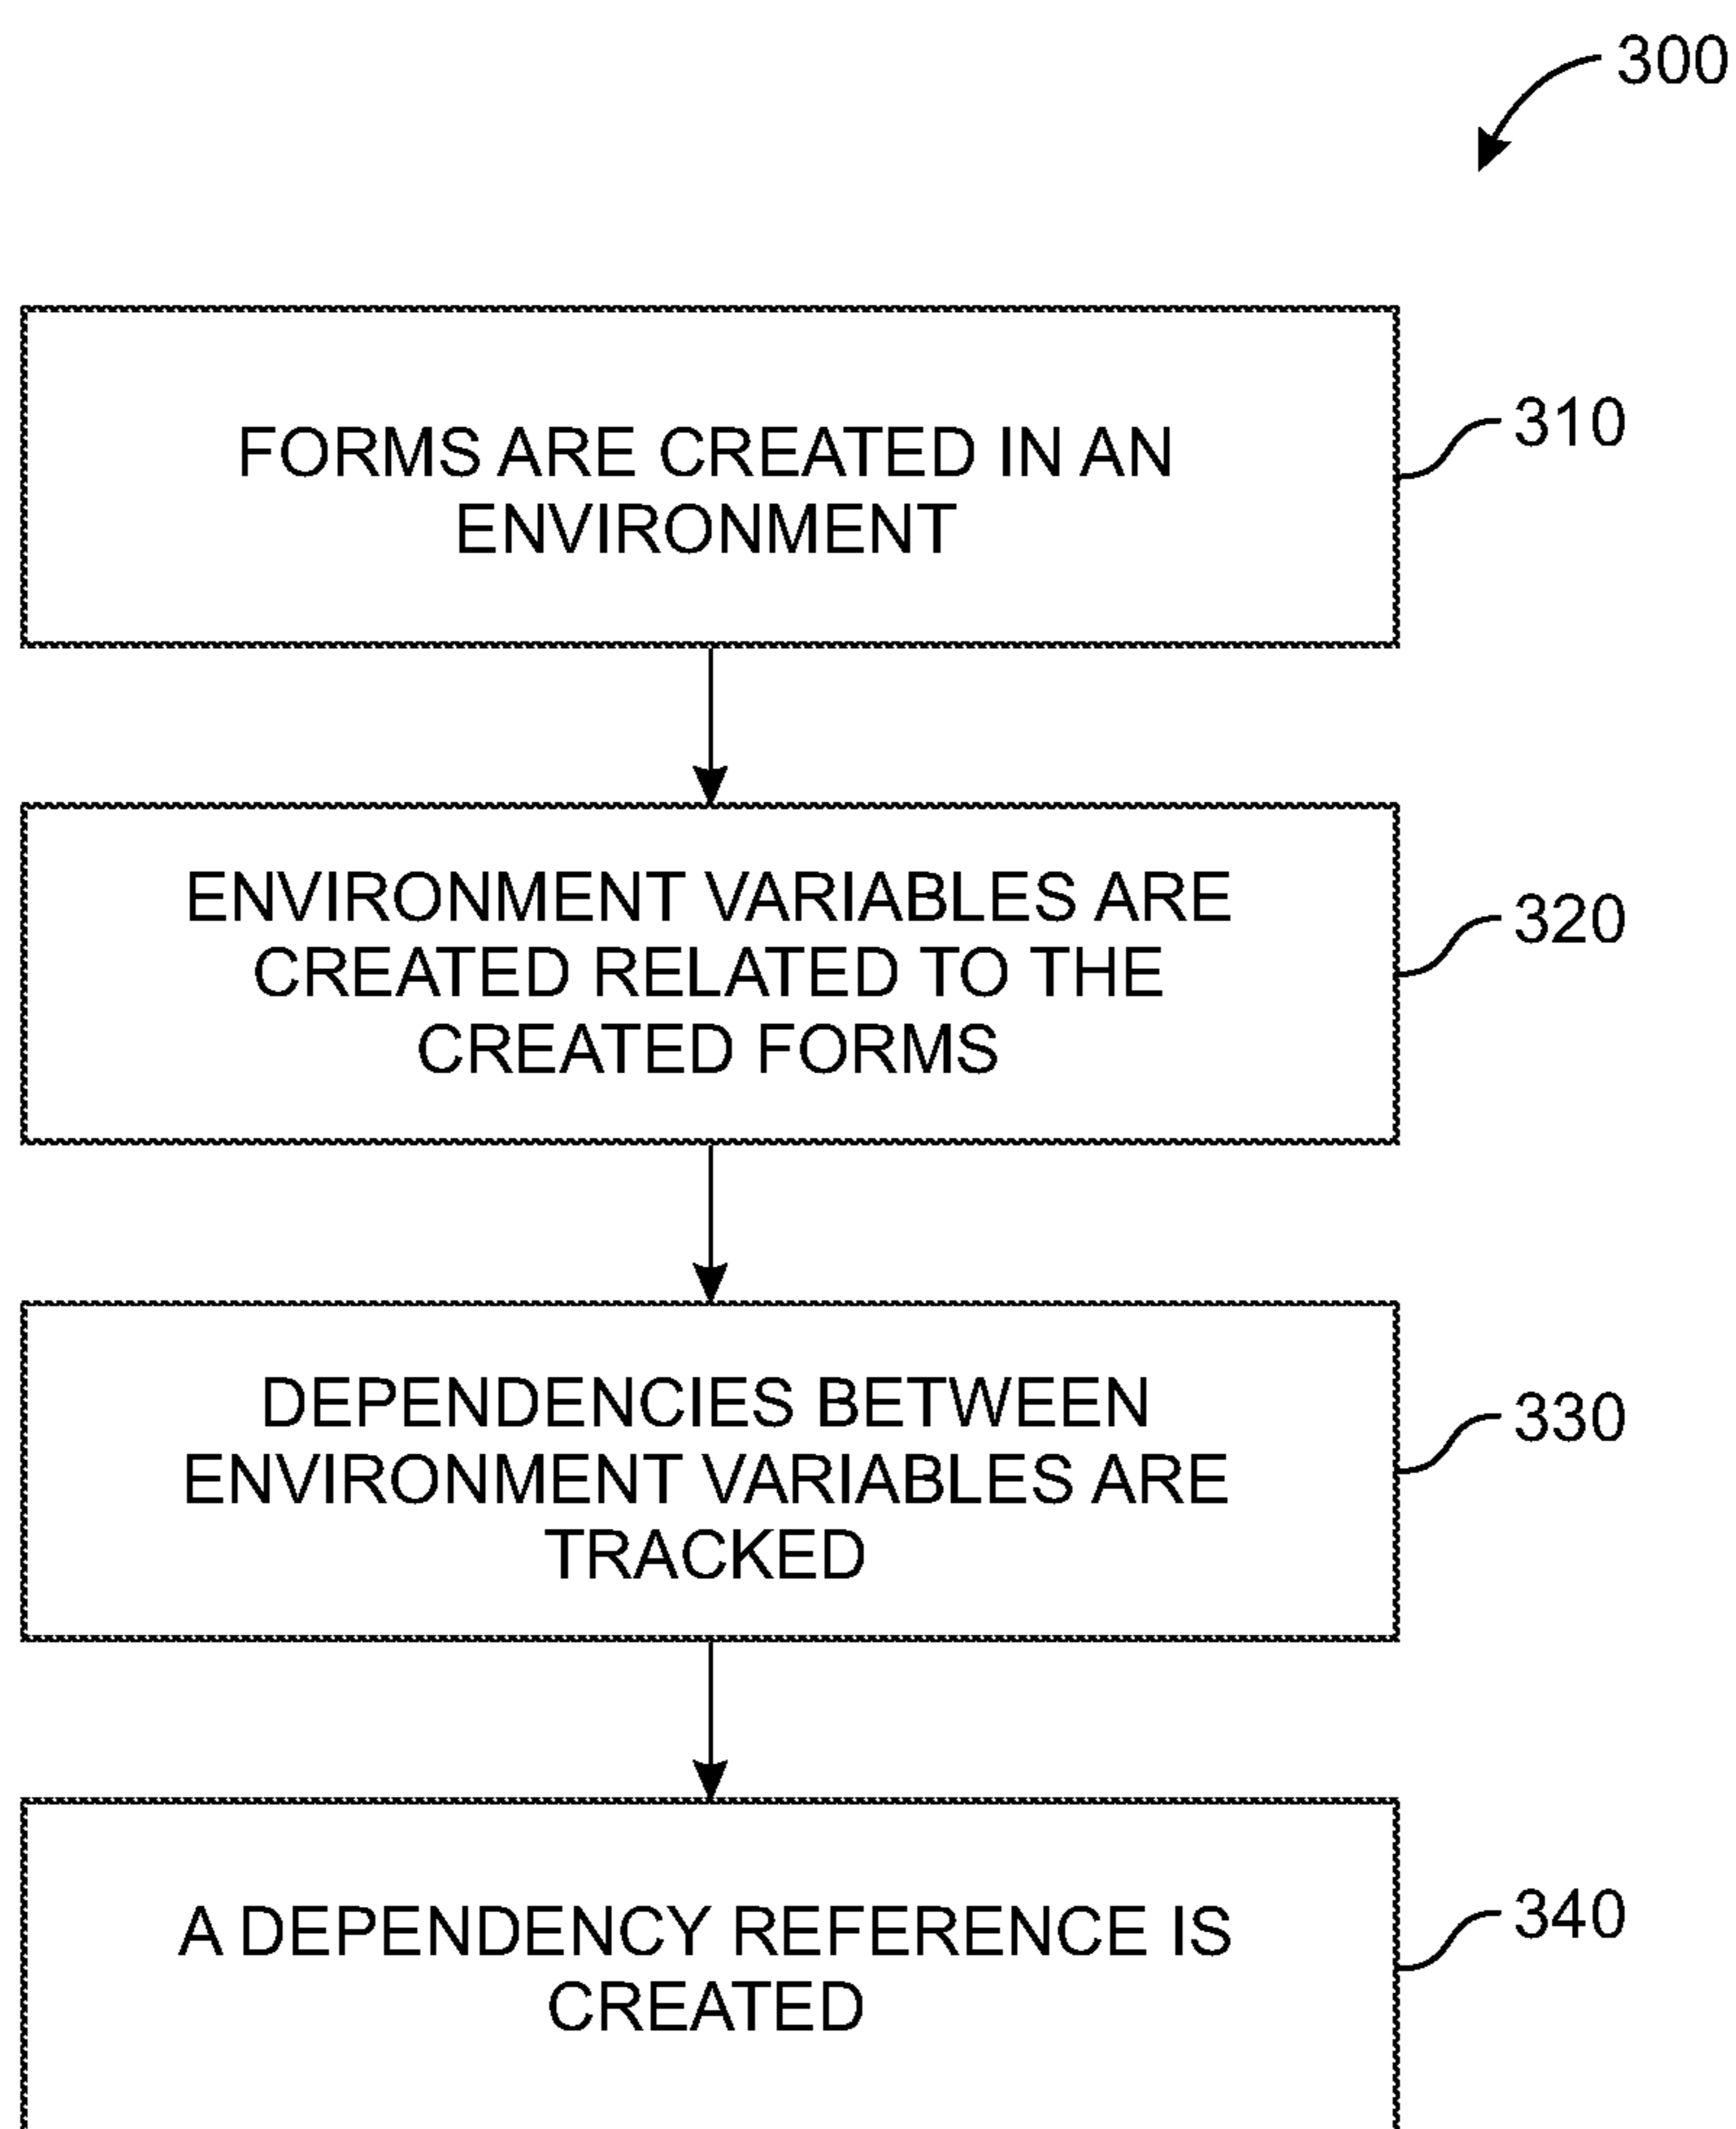 300
FORMS ARE CREATED IN AN
ENVIRONMENT
310
ENVIRONMENT VARIABLES ARE
CREATED RELATED TO THE
CREATED FORMS
320
DEPENDENCIES BETWEEN
ENVIRONMENT VARIABLES ARE
TRACKED
330
A DEPENDENCY REFERENCE IS
CREATED
340